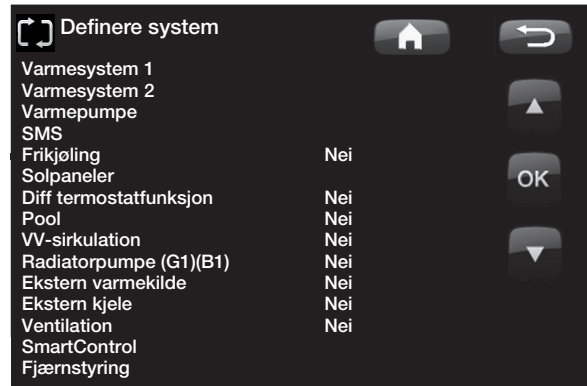 Definere system
Varmesystem 1
Varmesystem 2
Varmepumpe
SMS
Frikjøling Nei
Solpaneler
OK
Diff termostatfunksjon Nei
Pool Nei
VV-sirkulation Nei
Radiatorpumpe (G1)(B1) Nei
Ekstern varmekilde Nei
Ekstern kjele Nei
Ventilation Nei
SmartControl
Fjærnstyring